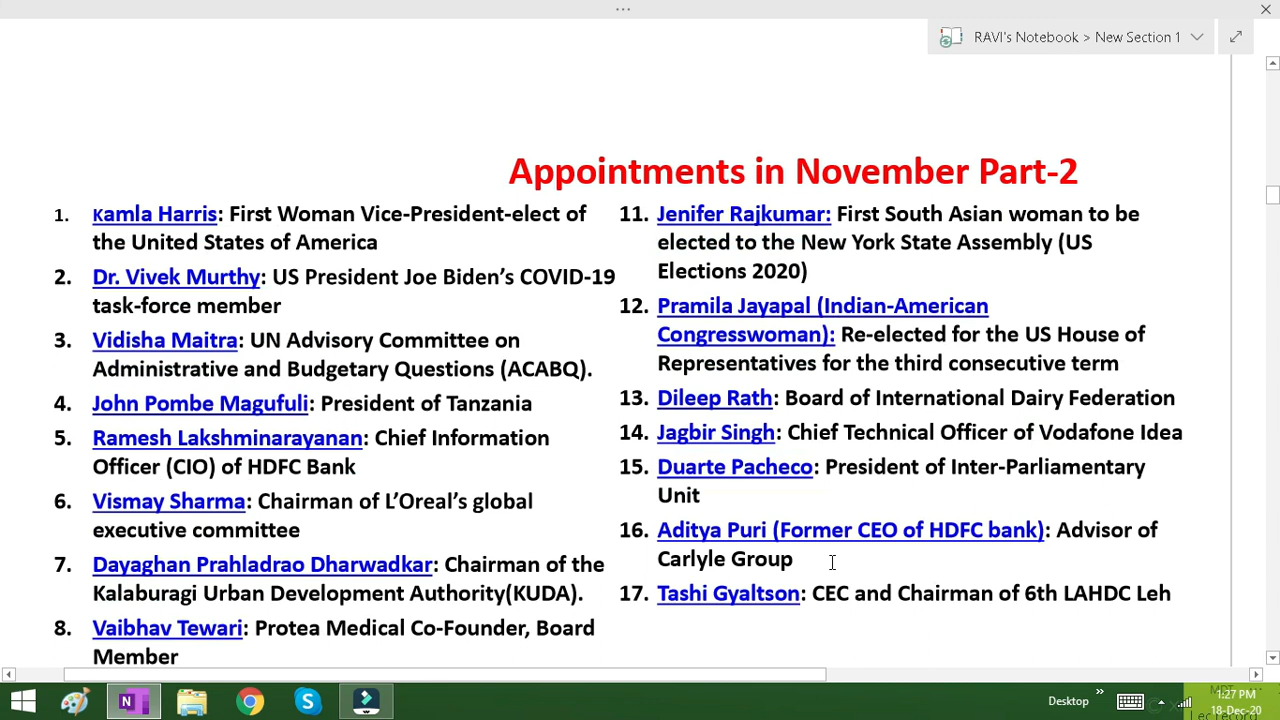 RAVI's Notebook > New Section 1
Appointments in November Part-2
1. Kamla Harris: First Woman Vice-President-elect of
the United States of America
2. Dr. Vivek Murthy: US President Joe Biden's COVID-19
task-force member
3. Vidisha Maitra: UN Advisory Committee on
Administrative and Budgetary Questions (ACABQ).
4. John Pombe Magufuli: President of Tanzania
5. Ramesh Lakshminarayanan: Chief Information
Officer (CIO) of HDFC Bank
6. Vismay Sharma: Chairman of L'Oreal's global
executive committee
7. Dayaghan Prahladrao Dharwadkar: Chairman of the
Kalaburagi Urban Development Authority(KUDA).
8. Vaibhav Tewari: Protea Medical Co-Founder, Board
Member
11. Jenifer Rajkumar: First South Asian woman to be
elected to the New York State Assembly (US
Elections 2020)
12. Pramila Jayapal (Indian-American
Congresswoman): Re-elected for the US House of
Representatives for the third consecutive term
13. Dileep Rath: Board of International Dairy Federation
14. Jagbir Singh: Chief Technical Officer of Vodafone Idea
15. Duarte Pacheco: President of Inter-Parliamentary
Unit
16. Aditya Puri (Former CEO of HDFC bank): Advisor of
Carlyle Group
17. Tashi Gyaltson: CEC and Chairman of 6th LAHDC Leh
Desktop
1:27 PM
18-Dec-20